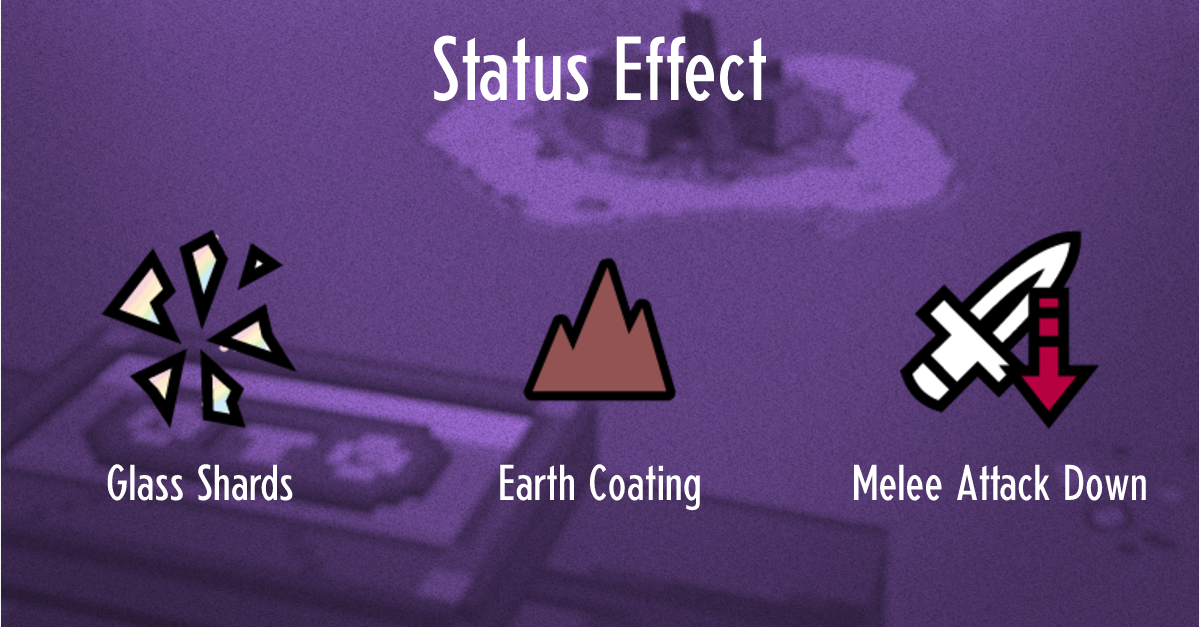 Status Effect
Glass Shards
Earth Coating
Melee Attack Down